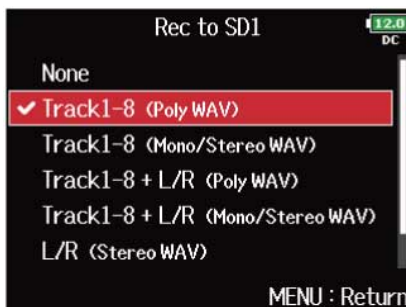 Rec to SD1
12.0
DC
None
✔ Track1-8 (Poly WAV)
Track1-8 (Mono/Stereo WAV)
Track1-8 + L/R (Poly WAV)
Track1-8 + L/R (Mono/Stereo WAV)
L/R (Stereo WAV)
MENU : Return